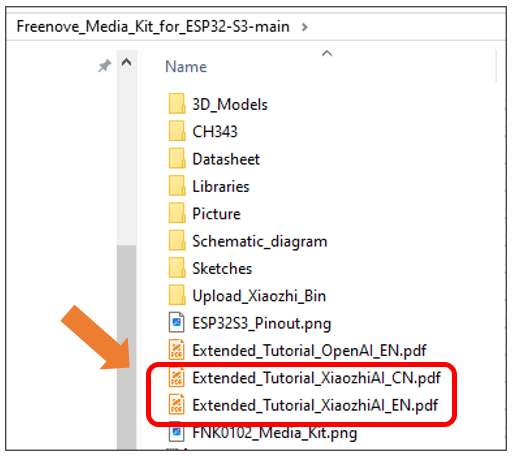 Freenove_Media_Kit_for_ESP32-S3-main
Name
3D_Models
CH343
Datasheet
Libraries
Picture
Schematic_diagram
Sketches
Upload_Xiaozhi_Bin
ESP32S3_Pinout.png
Extended_Tutorial_OpenAI_EN.pdf
Extended_Tutorial_XiaozhiAI_CN.pdf
Extended_Tutorial_XiaozhiAI_EN.pdf
FNK0102_Media_Kit.png